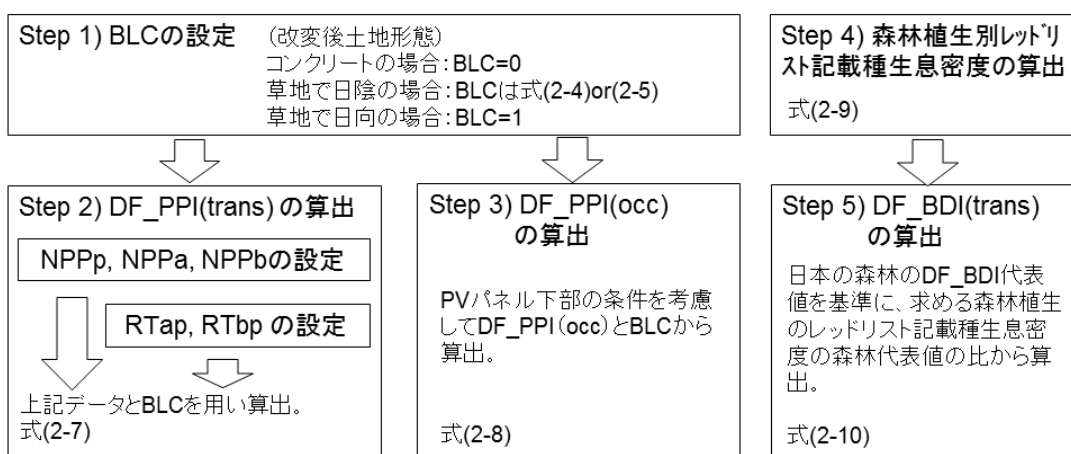 Step 1) BLCの設定 (改変後土地形態)
コンクリートの場合:BLC=0
草地で日陰の場合:BLCは式(2-4)or(2-5)
草地で日向の場合:BLC=1
Step 2) DF_PPI(trans) の算出
NPPp, NPPa, NPPbの設定
RTap, RTbp の設定
上記データとBLCを用い算出。
式(2-7)
Step 3) DF_PPI(occ)
の算出
PVパネル下部の条件を考慮
してDF_PPI(occ)とBLCから
算出。
式(2-8)
Step 4) 森林植生別ﾚｯﾄﾞﾘ
ｽﾄ記載種生息密度の算出
式(2-9)
Step 5) DF_BDI(trans)
の算出
日本の森林のDF_BDI代表
値を基準に、求める森林植生
のレッドリスト記載種生息密
度の森林代表値の比から算
出。
式(2-10)